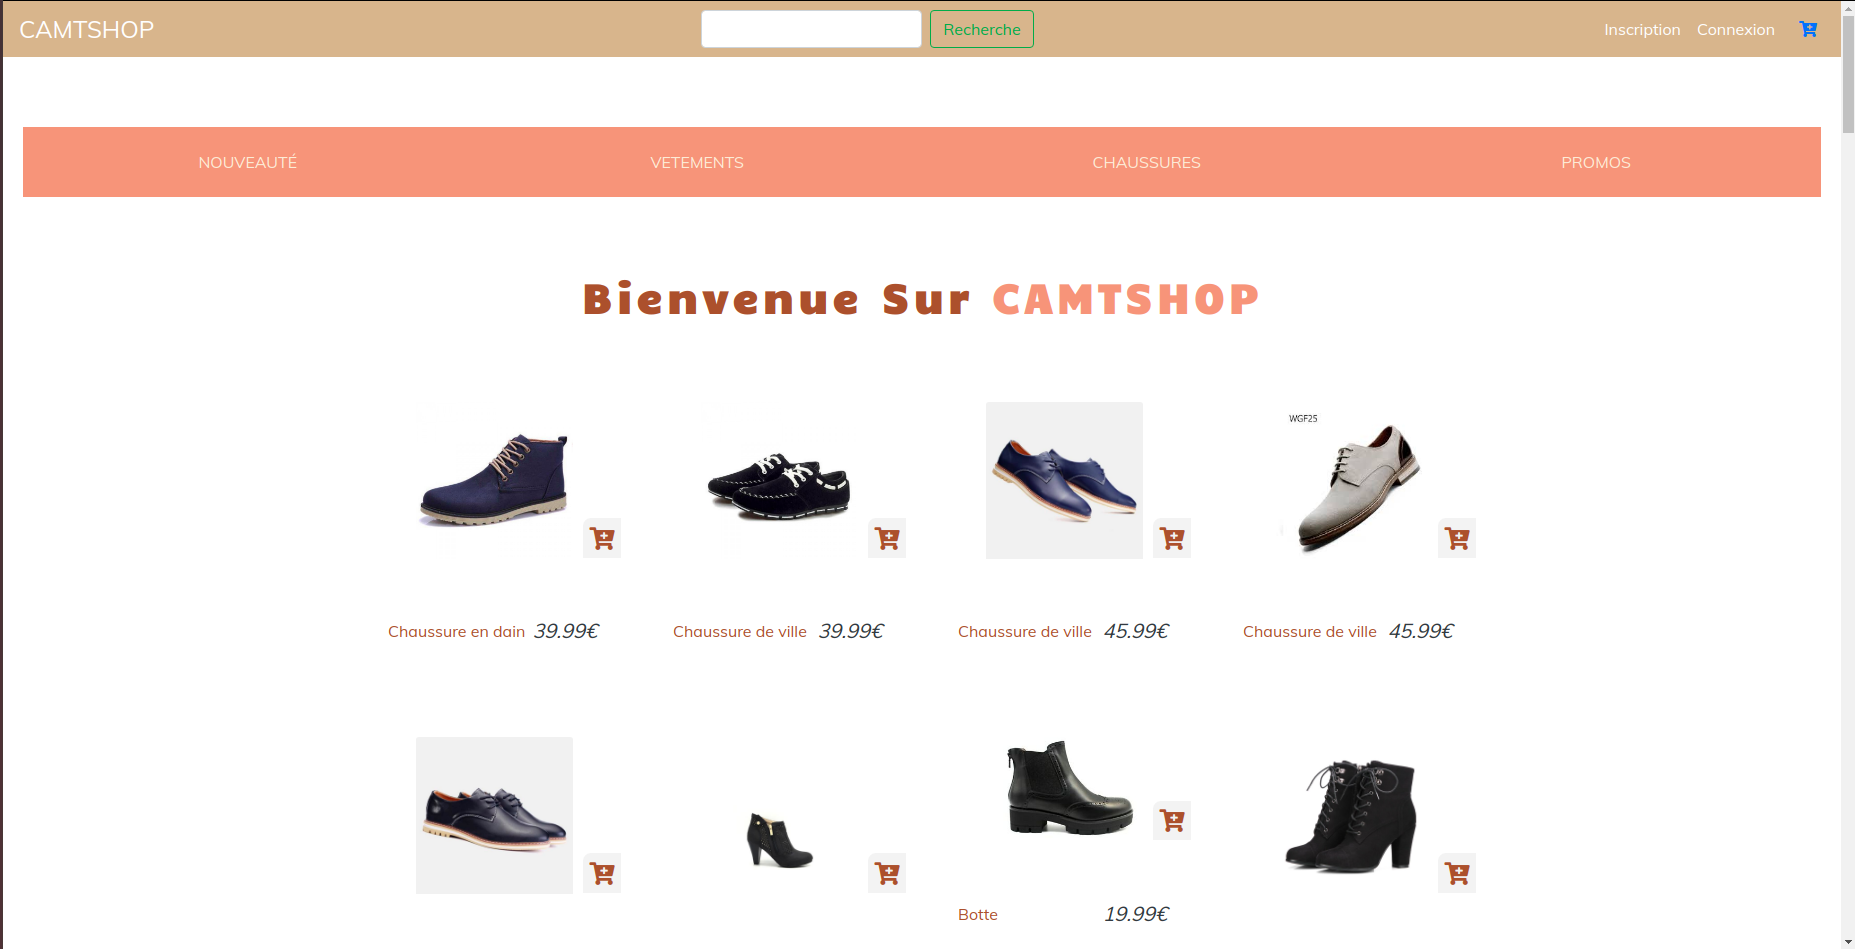 CAMTSHOP
Recherche
Inscription
Connexion
NOUVEAUTÉ
VETEMENTS
CHAUSSURES
PROMOS
Bienvenue Sur CAMTSHOP
WGF25
Chaussure en dain 39.99€
Chaussure de ville 39.99€
Chaussure de ville 45.99€
Chaussure de ville 45.99€
Botte 19.99€